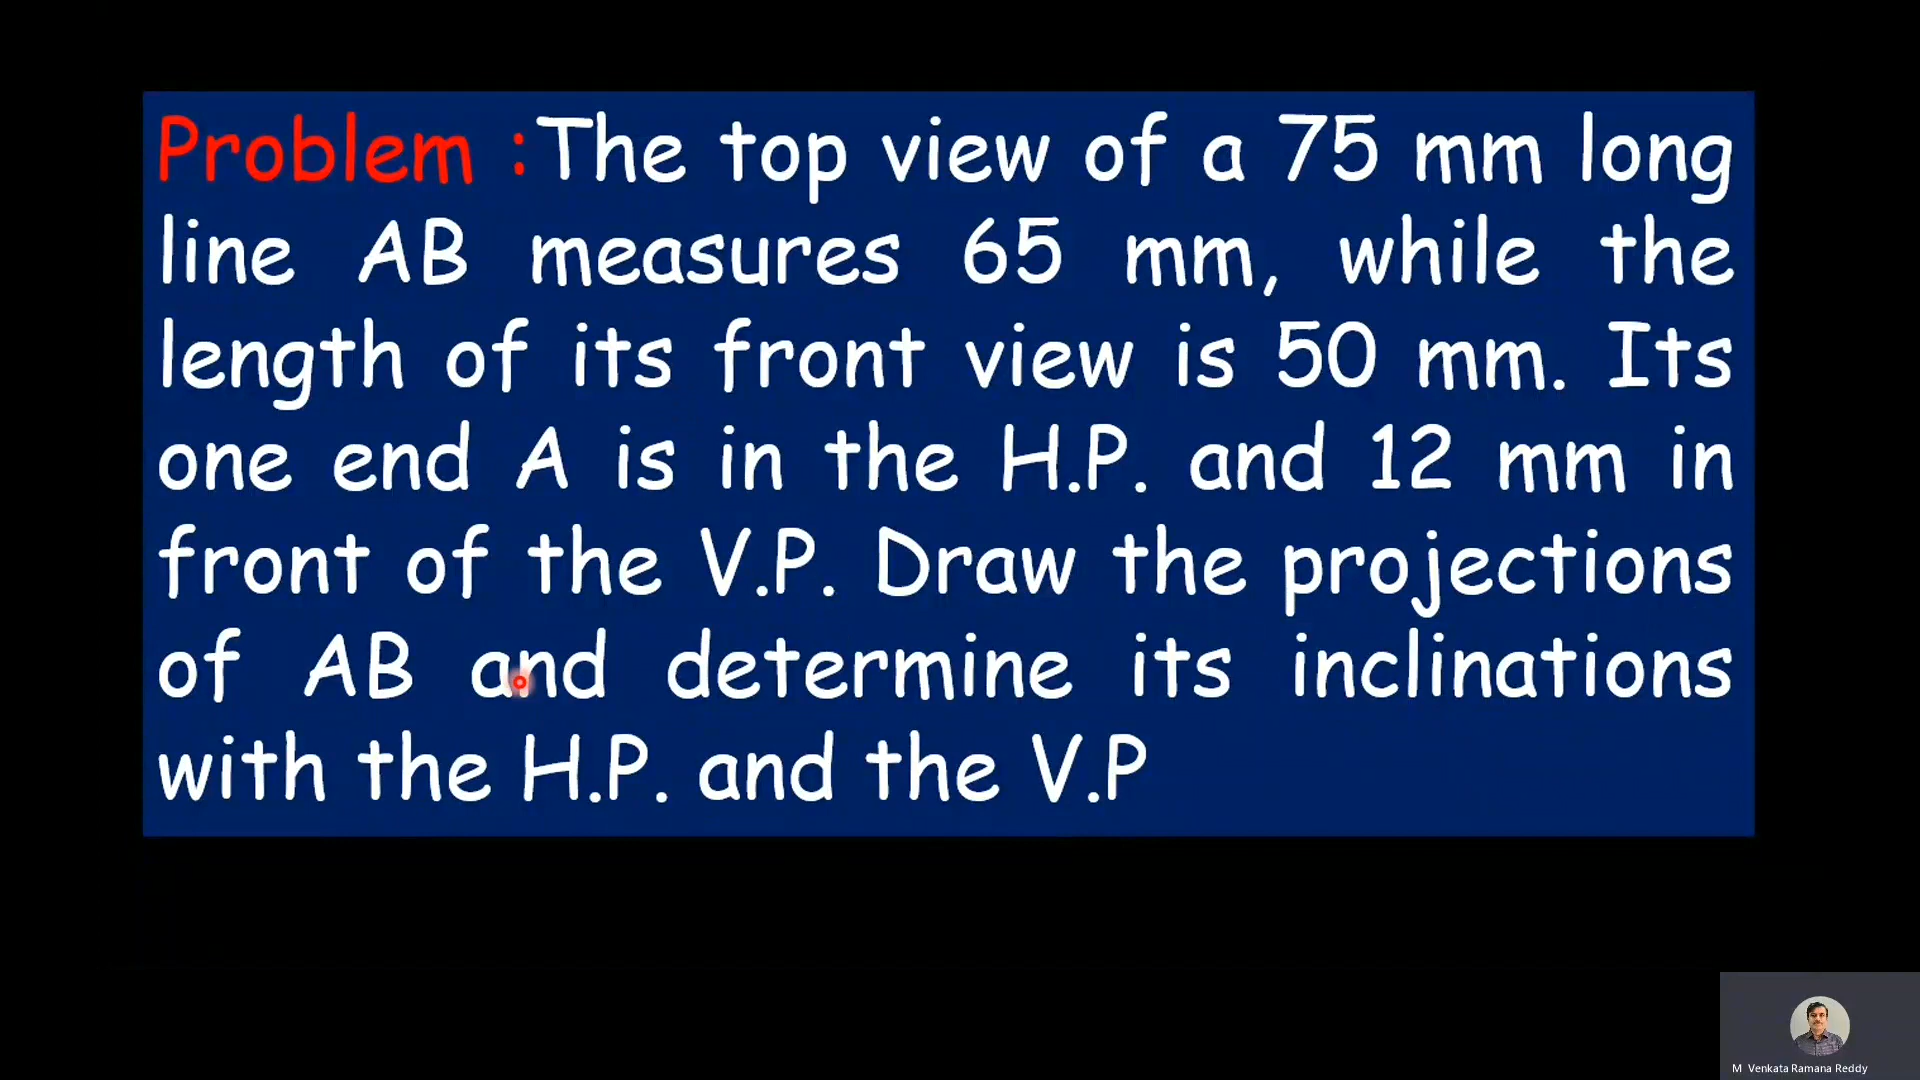 Problem :The top view of a 75 mm long
line AB measures 65 mm, while the
length of its front view is 50 mm. Its
one end A is in the H.P. and 12 mm in
front of the V.P. Draw the projections
of AB and determine its inclinations
with the H.P. and the V.P
M Venkata Ramana Reddy